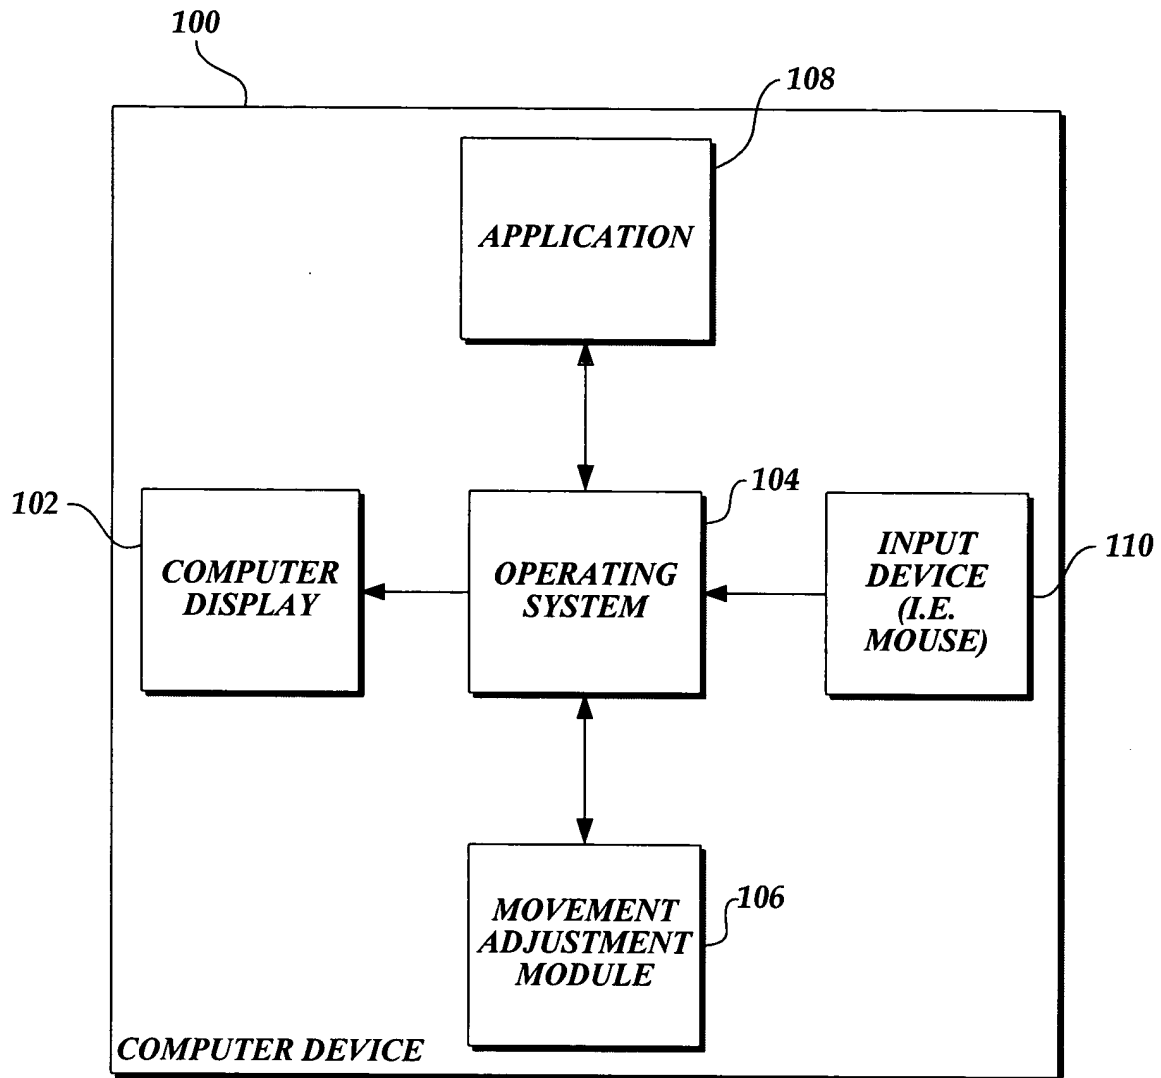 100
108
APPLICATION
102
104
110
COMPUTER
DISPLAY
OPERATING
SYSTEM
INPUT
DEVICE
(I.E.
MOUSE)
106
MOVEMENT
ADJUSTMENT
MODULE
COMPUTER DEVICE